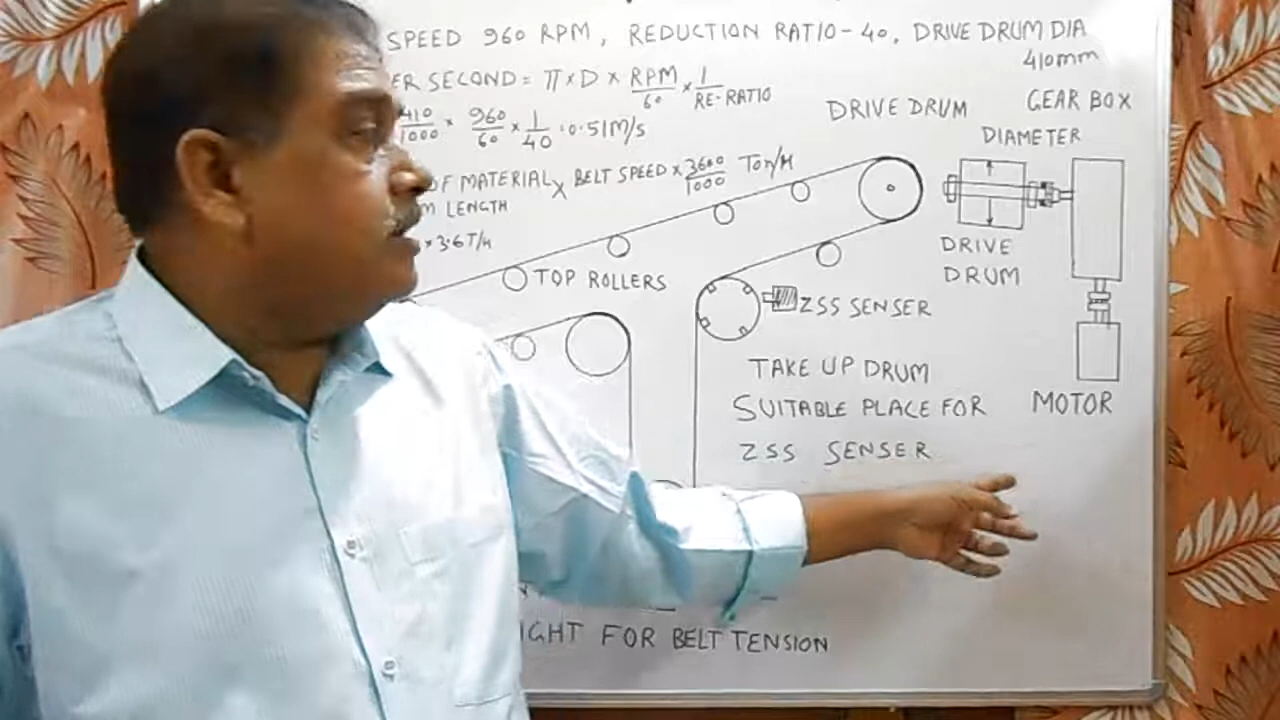 SPEED 960 RPM, REDUCTION RATIO-40, DRIVE DRUM DIA
410mm
ER SECOND = π×D × RPM/60 × 1/RE-RATIO
410/1000 × 960/60 × 1/40 = 0.51M/S
OF MATERIAL × BELT SPEED × 3600/1000 Ton/H
M LENGTH
× 3.6T/H
DRIVE DRUM
GEAR BOX
DIAMETER
DRIVE
DRUM
TOP ROLLERS
ZSS SENSER
TAKE UP DRUM
SUITABLE PLACE FOR
ZSS SENSER
MOTOR
IGHT FOR BELT TENSION